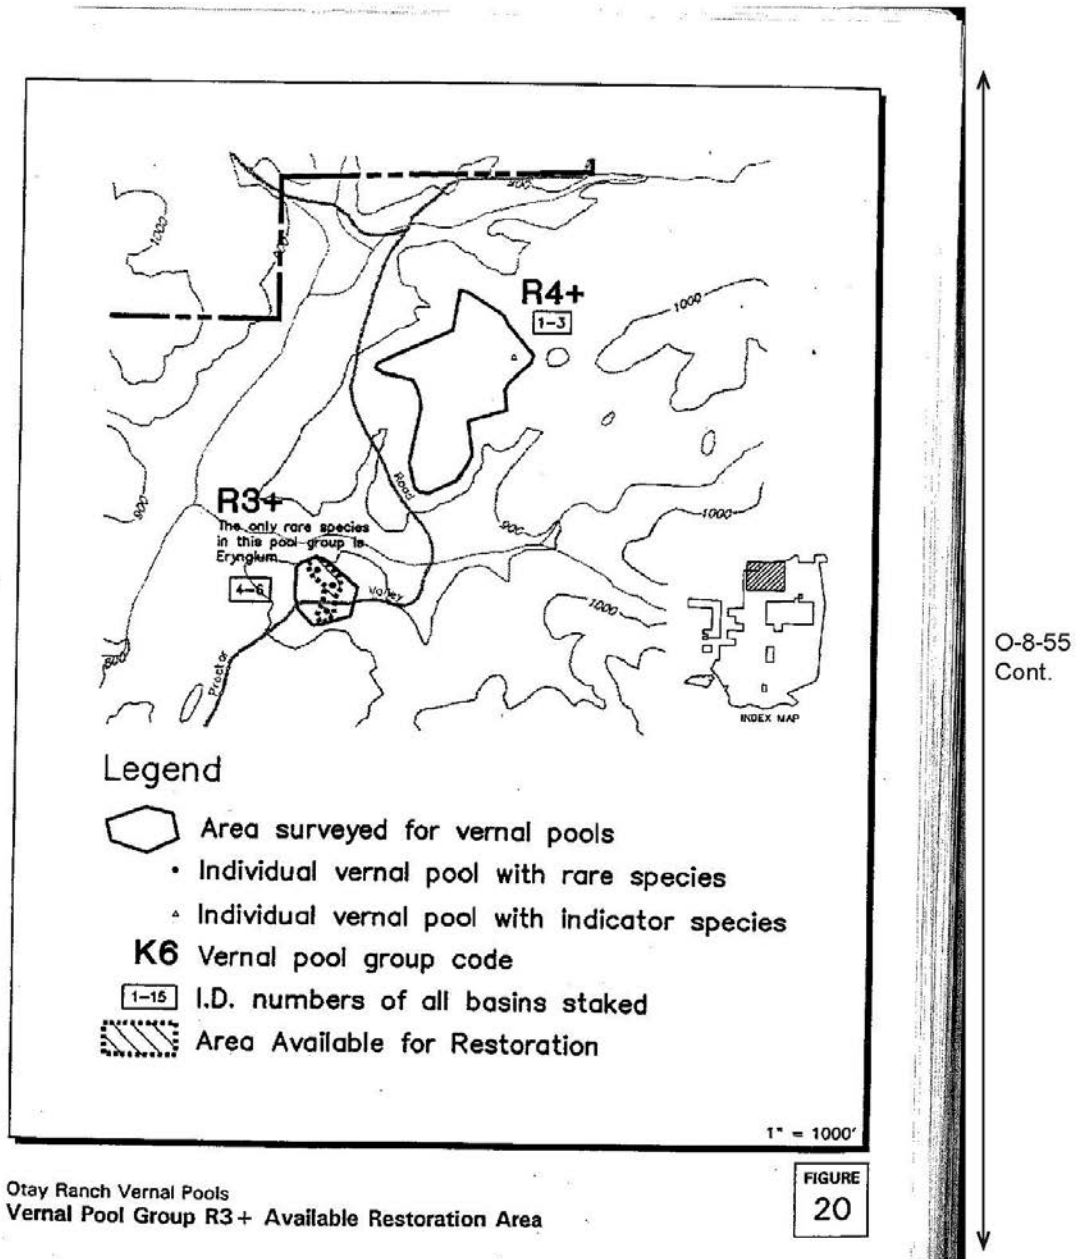 1000
900
R4+
1-3
1000
900
Road
R3+
The only rare species
in this pool group is
Eryngium
4-6
Valley
900
1000
1000
800
Proctor
INDEX MAP
O-8-55
Cont.
Legend
Area surveyed for vernal pools
Individual vernal pool with rare species
Individual vernal pool with indicator species
K6 Vernal pool group code
1-15 I.D. numbers of all basins staked
Area Available for Restoration
1" = 1000'
Otay Ranch Vernal Pools
Vernal Pool Group R3+ Available Restoration Area
FIGURE
20